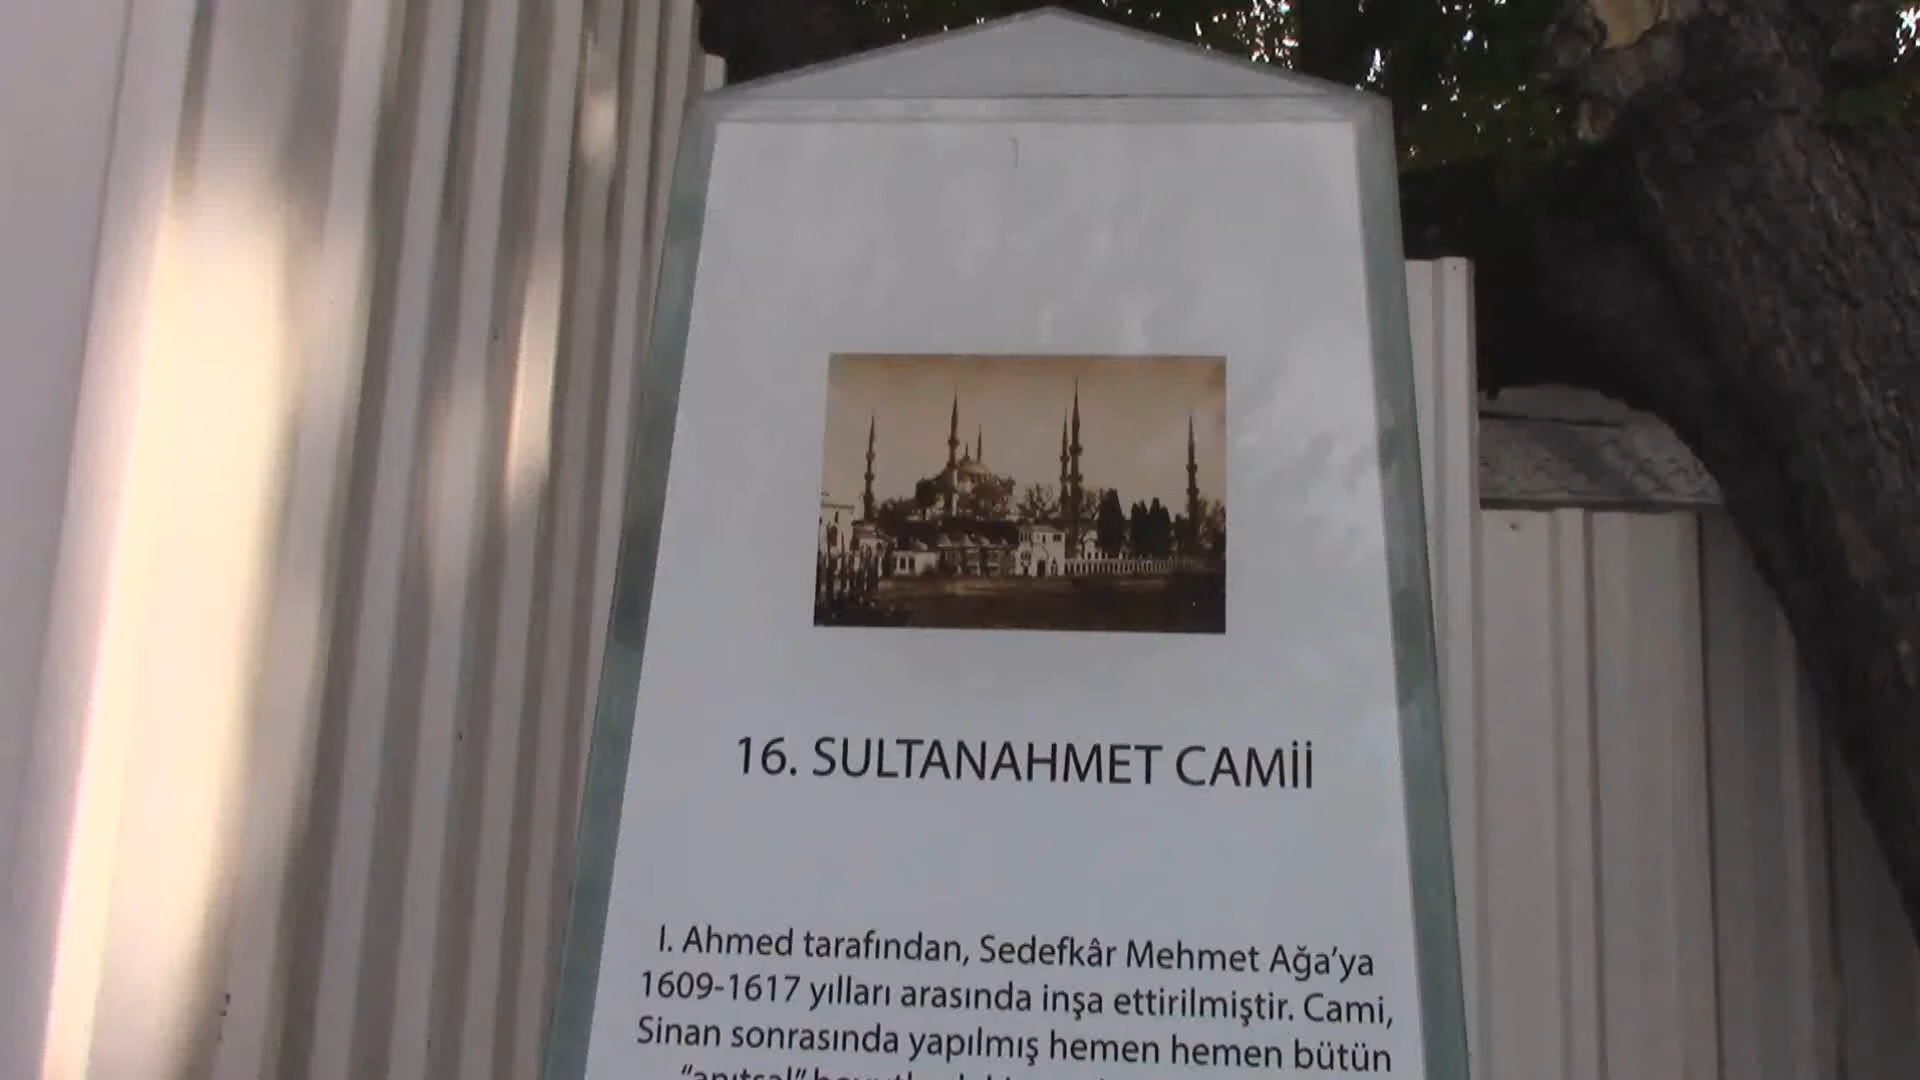 16. SULTANAHMET CAMİİ
I. Ahmed tarafından, Sedefkâr Mehmet Ağa’ya
1609-1617 yılları arasında inşa ettirilmiştir. Cami,
Sinan sonrasında yapılmış hemen hemen bütün
“anıtsal”